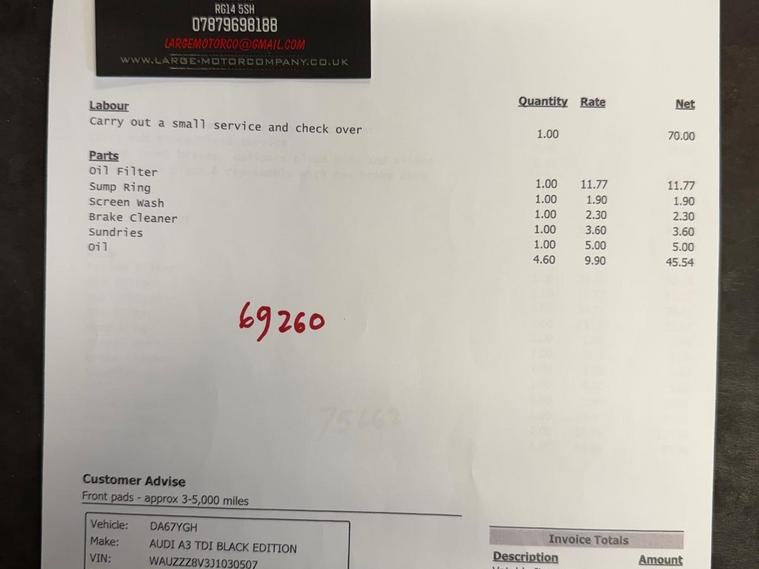 RG14 5SH
07879698188
LARGEMOTORCO@GMAIL.COM
WWW.LARGE-MOTORCOMPANY.CO.UK
Labour Quantity Rate Net
Carry out a small service and check over 1.00 70.00
Parts
Oil Filter 1.00 11.77 11.77
Sump Ring 1.00 1.90 1.90
Screen Wash 1.00 2.30 2.30
Brake Cleaner 1.00 3.60 3.60
Sundries 1.00 5.00 5.00
Oil 4.60 9.90 45.54
69260
Customer Advise
Front pads - approx 3-5,000 miles
Vehicle: DA67YGH
Make: AUDI A3 TDI BLACK EDITION
VIN: WAUZZZ8V3J1030507
Invoice Totals
Description Amount